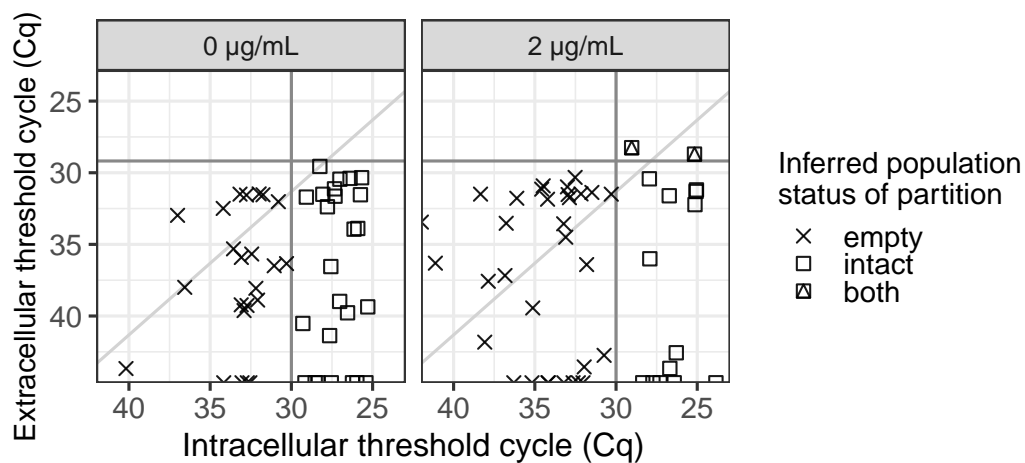 0 µg/mL
2 µg/mL
Extracellular threshold cycle (Cq)
25
30
35
40
40
35
30
25
40
35
30
25
Intracellular threshold cycle (Cq)
Inferred population
status of partition
empty
intact
both